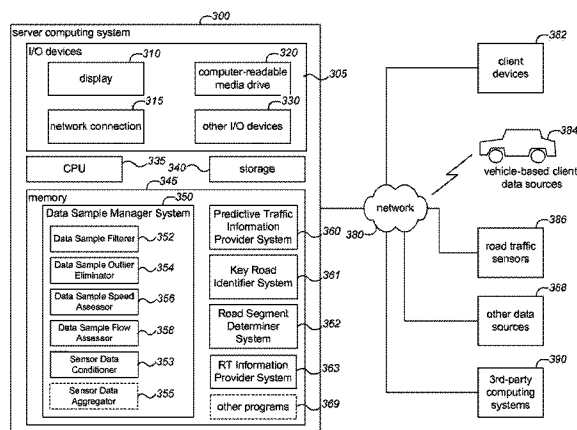 300
server computing system
I/O devices
310
display
320
computer-readable
media drive
305
315
network connection
330
other I/O devices
CPU
335
340
storage
345
memory
350
Data Sample Manager System
Data Sample Filterer
352
Data Sample Outlier
Eliminator
354
Data Sample Speed
Assessor
356
Data Sample Flow
Assessor
358
Sensor Data
Conditioner
353
Sensor Data
Aggregator
355
Predictive Traffic
Information
Provider System
360
Key Road
Identifier System
361
Road Segment
Determiner
System
362
RT Information
Provider System
363
other programs
369
network
380
382
client
devices
384
vehicle-based client
data sources
386
road traffic
sensors
388
other data
sources
390
3rd-party
computing
systems